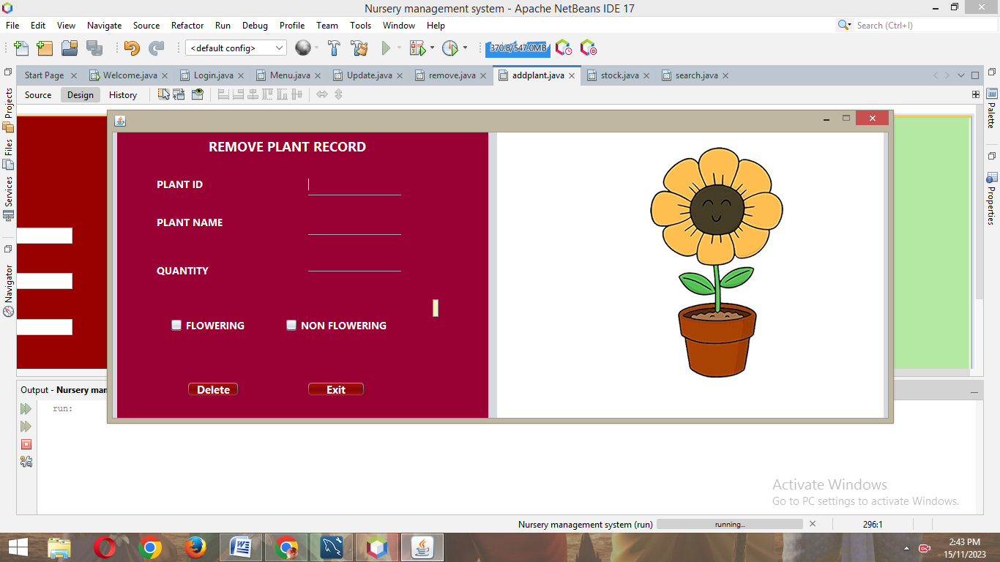 Nursery management system - Apache NetBeans IDE 17
File Edit View Navigate Source Refactor Run Debug Profile Team Tools Window Help
Search (Ctrl+I)
<default config>
370.8/547.0MB
Start Page Welcome.java Login.java Menu.java Update.java remove.java addplant.java stock.java search.java
Source Design History
Projects
Files
Services
Navigator
Palette
Properties
REMOVE PLANT RECORD
PLANT ID
PLANT NAME
QUANTITY
FLOWERING NON FLOWERING
Delete Exit
Output - Nursery man
run:
Activate Windows
Go to PC settings to activate Windows.
Nursery management system (run) running... 296:1
2:43 PM
15/11/2023